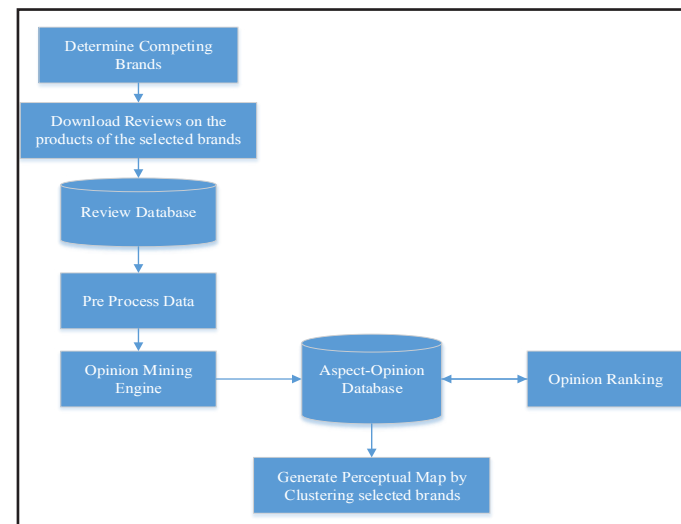 Determine Competing
Brands
Download Reviews on the
products of the selected brands
Review Database
Pre Process Data
Opinion Mining
Engine
Aspect-Opinion
Database
Opinion Ranking
Generate Perceptual Map by
Clustering selected brands